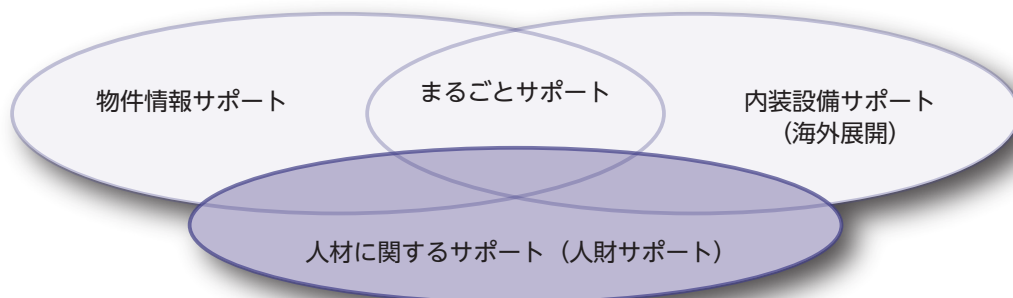 物件情報サポート
まるごとサポート
内装設備サポート
（海外展開）
人材に関するサポート（人財サポート）